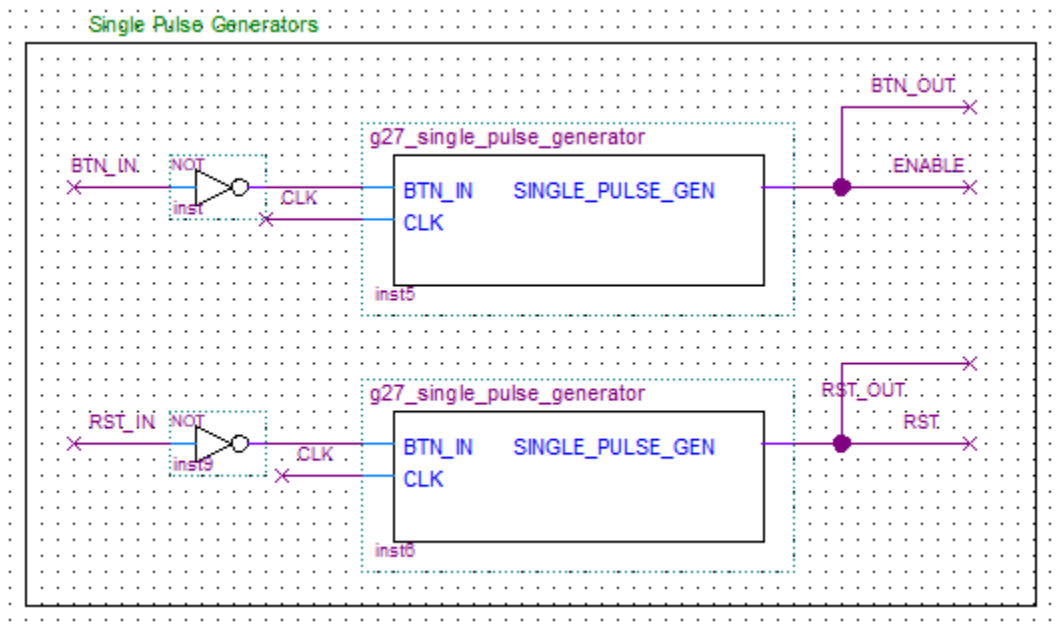 Single Pulse Generators
BTN_OUT
g27_single_pulse_generator
BTN_IN NOT ENABLE
BTN_IN SINGLE_PULSE_GEN
inst CLK
CLK
inst5
g27_single_pulse_generator
RST_OUT
RST_IN NOT RST
BTN_IN SINGLE_PULSE_GEN
inst9 CLK
CLK
inst6